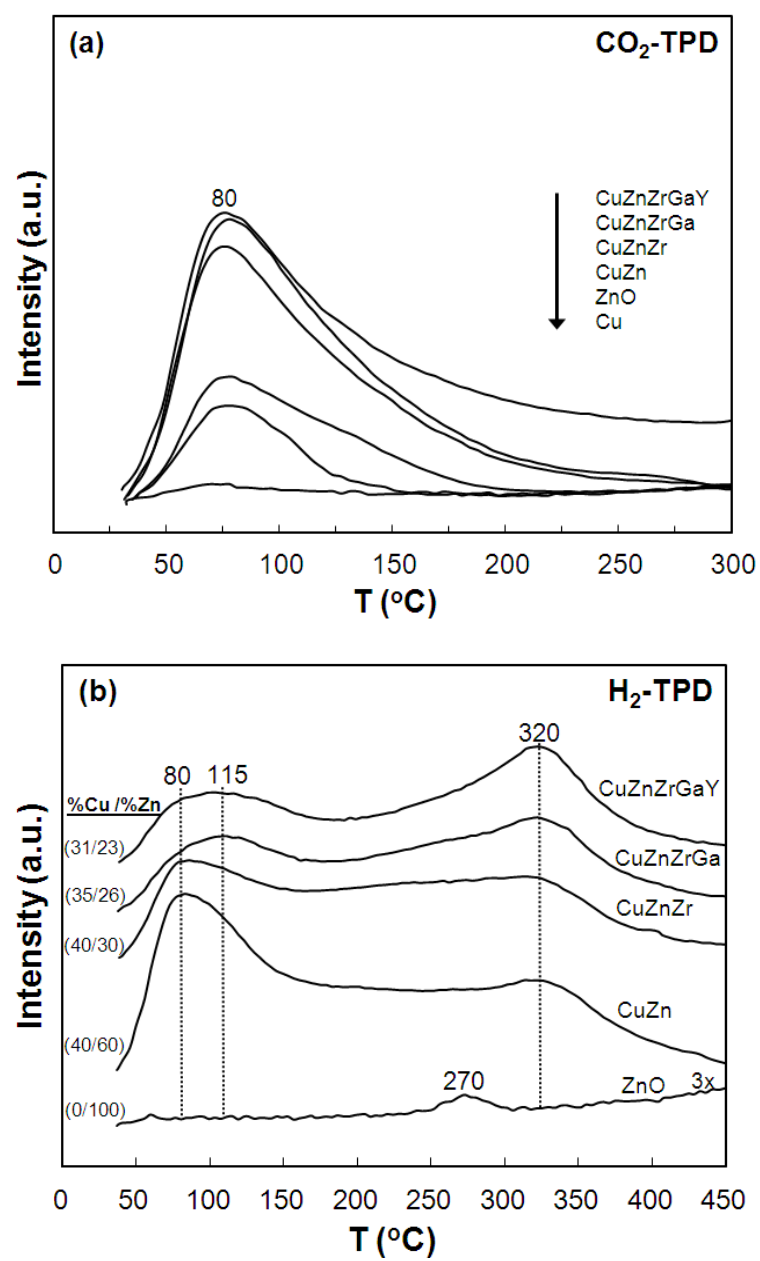 (a)
CO₂-TPD
80
CuZnZrGaY
CuZnZrGa
CuZnZr
CuZn
ZnO
Cu
Intensity (a.u.)
0 50 100 150 200 250 300
T (°C)
(b)
H₂-TPD
320
80 115
%Cu /%Zn
CuZnZrGaY
(31/23)
CuZnZrGa
(35/26)
CuZnZr
(40/30)
CuZn
(40/60)
270
ZnO 3x
(0/100)
Intensity (a.u.)
0 50 100 150 200 250 300 350 400 450
T (°C)